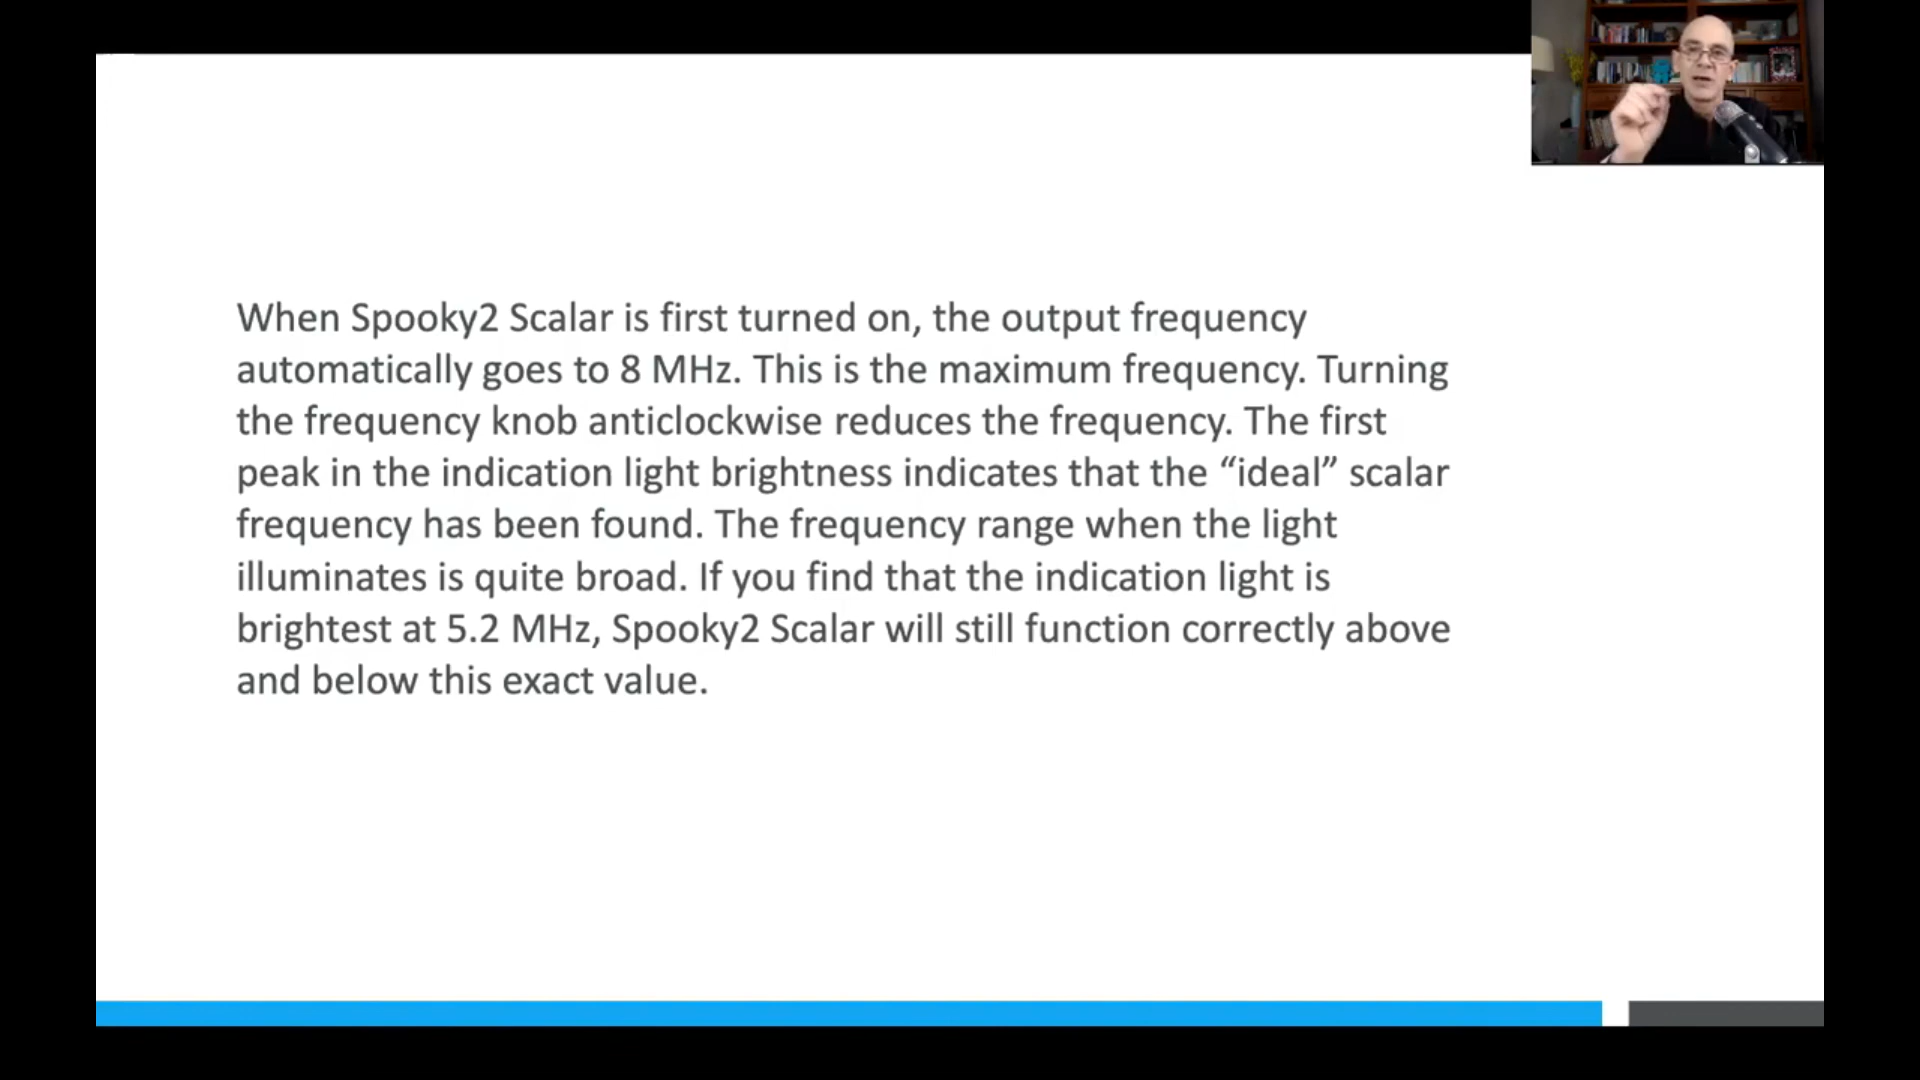 When Spooky2 Scalar is first turned on, the output frequency
automatically goes to 8 MHz. This is the maximum frequency. Turning
the frequency knob anticlockwise reduces the frequency. The first
peak in the indication light brightness indicates that the “ideal” scalar
frequency has been found. The frequency range when the light
illuminates is quite broad. If you find that the indication light is
brightest at 5.2 MHz, Spooky2 Scalar will still function correctly above
and below this exact value.